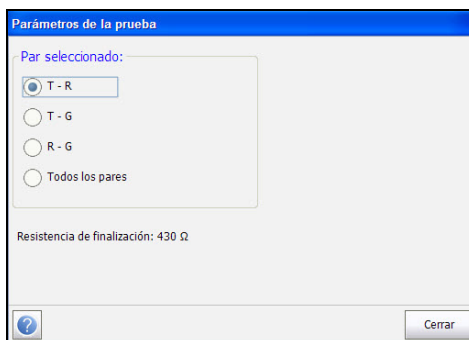 Parámetros de la prueba
Par seleccionado:
T - R
T - G
R - G
Todos los pares
Resistencia de finalización: 430 Ω
?
Cerrar